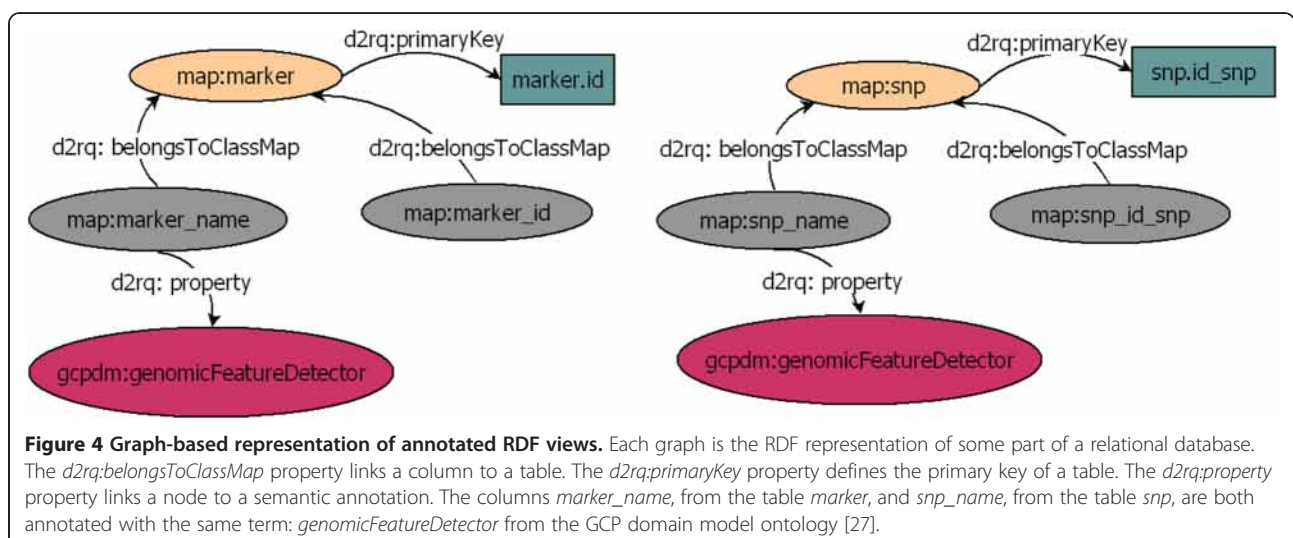 d2rq:primaryKey
map:marker
marker.id
d2rq: belongsToClassMap
d2rq:belongsToClassMap
map:marker_name
map:marker_id
d2rq: property
gcpdm:genomicFeatureDetector
d2rq:primaryKey
map:snp
snp.id_snp
d2rq: belongsToClassMap
d2rq:belongsToClassMap
map:snp_name
map:snp_id_snp
d2rq: property
gcpdm:genomicFeatureDetector
Figure 4 Graph-based representation of annotated RDF views. Each graph is the RDF representation of some part of a relational database.
The d2rq:belongsToClassMap property links a column to a table. The d2rq:primaryKey property defines the primary key of a table. The d2rq:property
property links a node to a semantic annotation. The columns marker_name, from the table marker, and snp_name, from the table snp, are both
annotated with the same term: genomicFeatureDetector from the GCP domain model ontology [27].